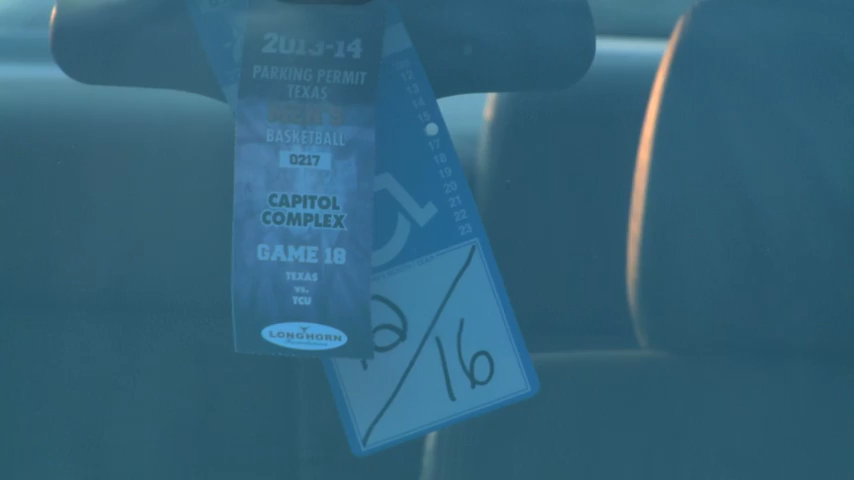 2013-14
PARKING PERMIT
TEXAS
BASKETBALL
0217
CAPITOL
COMPLEX
GAME 18
TEXAS
vs.
TCU
LONGHORN
12
13
14
15
17
18
19
20
21
22
23
2/16